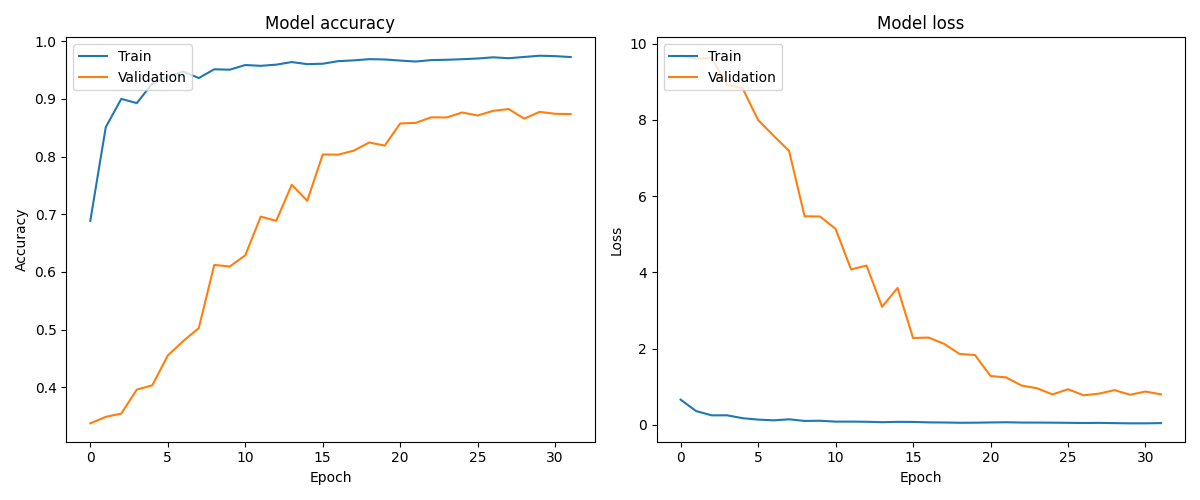 Model accuracy
Train
Validation
1.0
0.9
0.8
0.7
0.6
0.5
0.4
Accuracy
0 5 10 15 20 25 30
Epoch
Model loss
Train
Validation
10
8
6
4
2
0
Loss
0 5 10 15 20 25 30
Epoch